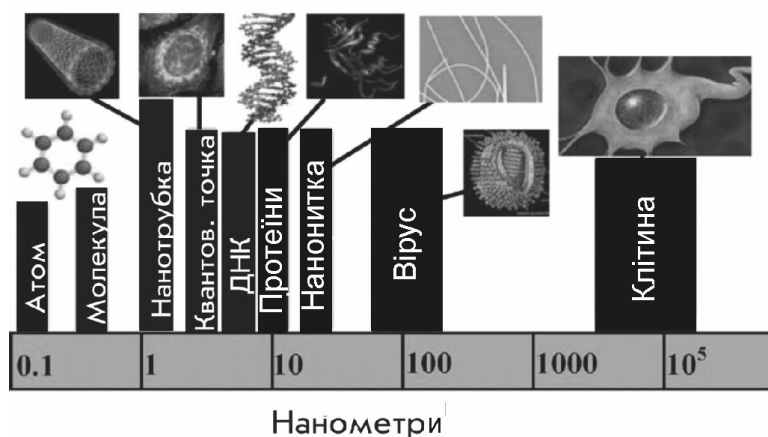 Атом
Молекула
Нанотрубка
Квантов. точка
ДНК
Протеїни
Нанонитка
Вірус
Клітина
0.1
1
10
100
1000
10⁵
Нанометри